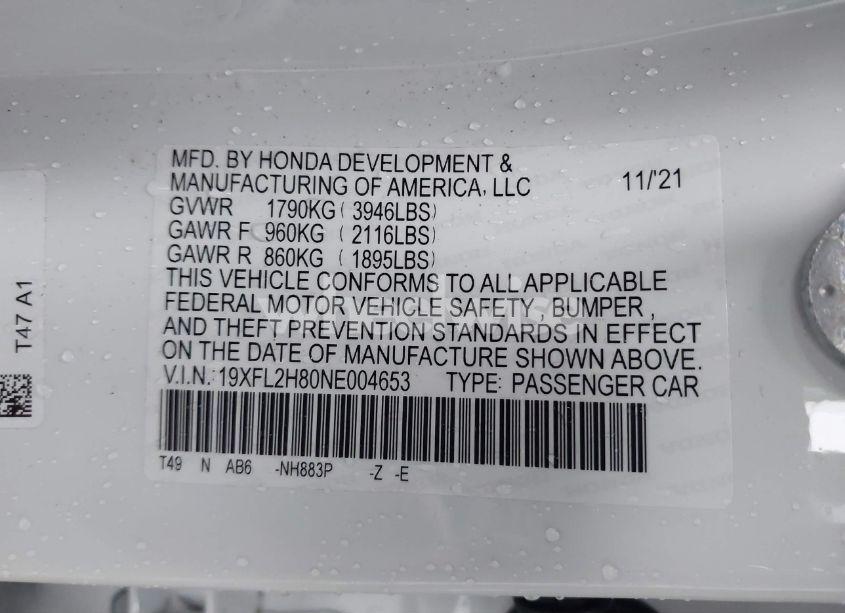 MFD. BY HONDA DEVELOPMENT &
MANUFACTURING OF AMERICA, LLC 11/'21
GVWR 1790KG ( 3946LBS)
GAWR F 960KG ( 2116LBS)
GAWR R 860KG ( 1895LBS)
THIS VEHICLE CONFORMS TO ALL APPLICABLE
FEDERAL MOTOR VEHICLE SAFETY , BUMPER ,
AND THEFT PREVENTION STANDARDS IN EFFECT
ON THE DATE OF MANUFACTURE SHOWN ABOVE.
V.I.N.: 19XFL2H80NE004653 TYPE: PASSENGER CAR
T49 N AB6 -NH883P -Z -E
T47 A1